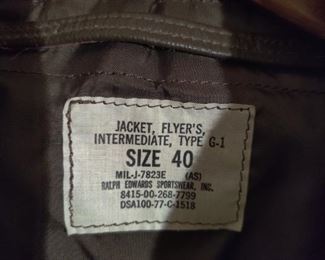 JACKET, FLYER'S,
INTERMEDIATE, TYPE G-1
SIZE 40
MIL-J-7823E (AS)
RALPH EDWARDS SPORTSWEAR, INC.
8415-00-268-7799
DSA100-77-C-1518